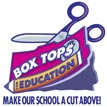 BOX TOPS
FOR EDUCATION
MAKE OUR SCHOOL A CUT ABOVE!